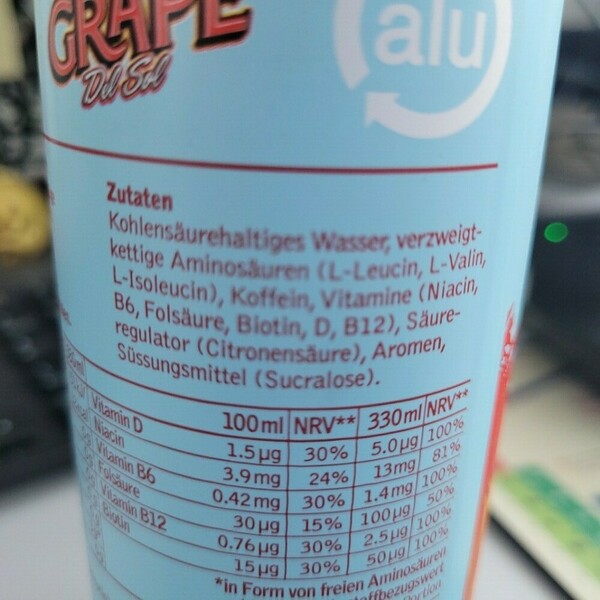 GRAPE
Del Sol
alu
Zutaten
Kohlensäurehaltiges Wasser, verzweigt-
kettige Aminosäuren (L-Leucin, L-Valin,
L-Isoleucin), Koffein, Vitamine (Niacin,
B6, Folsäure, Biotin, D, B12), Säure-
regulator (Citronensäure), Aromen,
Süssungsmittel (Sucralose).
100ml NRV** 330ml NRV**
Vitamin D 1.5µg 30% 5.0µg 100%
Niacin 3.9mg 24% 13mg 81%
Vitamin B6 0.42mg 30% 1.4mg 100%
Folsäure 30µg 15% 100µg 50%
Vitamin B12 0.76µg 30% 2.5µg 100%
Biotin 15µg 30% 50µg 100%
*in Form von freien Aminosäuren